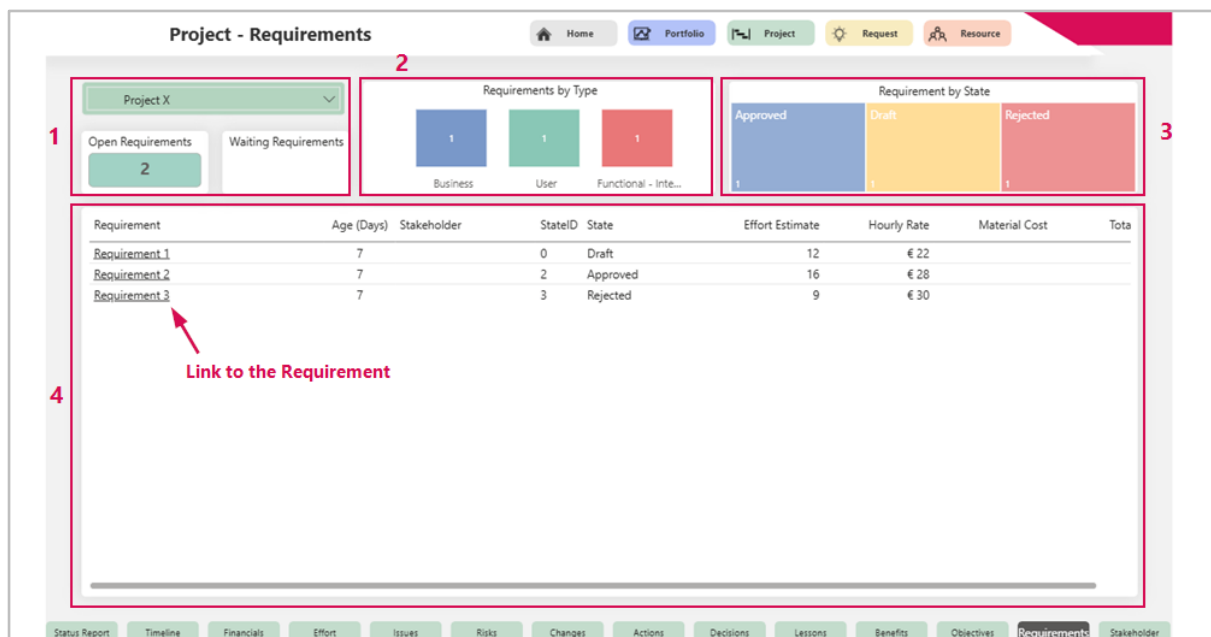 Project - Requirements
Home
Portfolio
Project
Request
Resource
2
1
Project X
Open Requirements
2
Waiting Requirements
Requirements by Type
1
1
1
Business
User
Functional - Inte...
3
Requirement by State
Approved
Draft
Rejected
1
1
1
4
Requirement Age (Days) Stakeholder StateID State Effort Estimate Hourly Rate Material Cost Tota
Requirement 1 7 0 Draft 12 € 22
Requirement 2 7 2 Approved 16 € 28
Requirement 3 7 3 Rejected 9 € 30
Link to the Requirement
Status Report Timeline Financials Effort Issues Risks Changes Actions Decisions Lessons Benefits Objectives Requirements Stakeholder